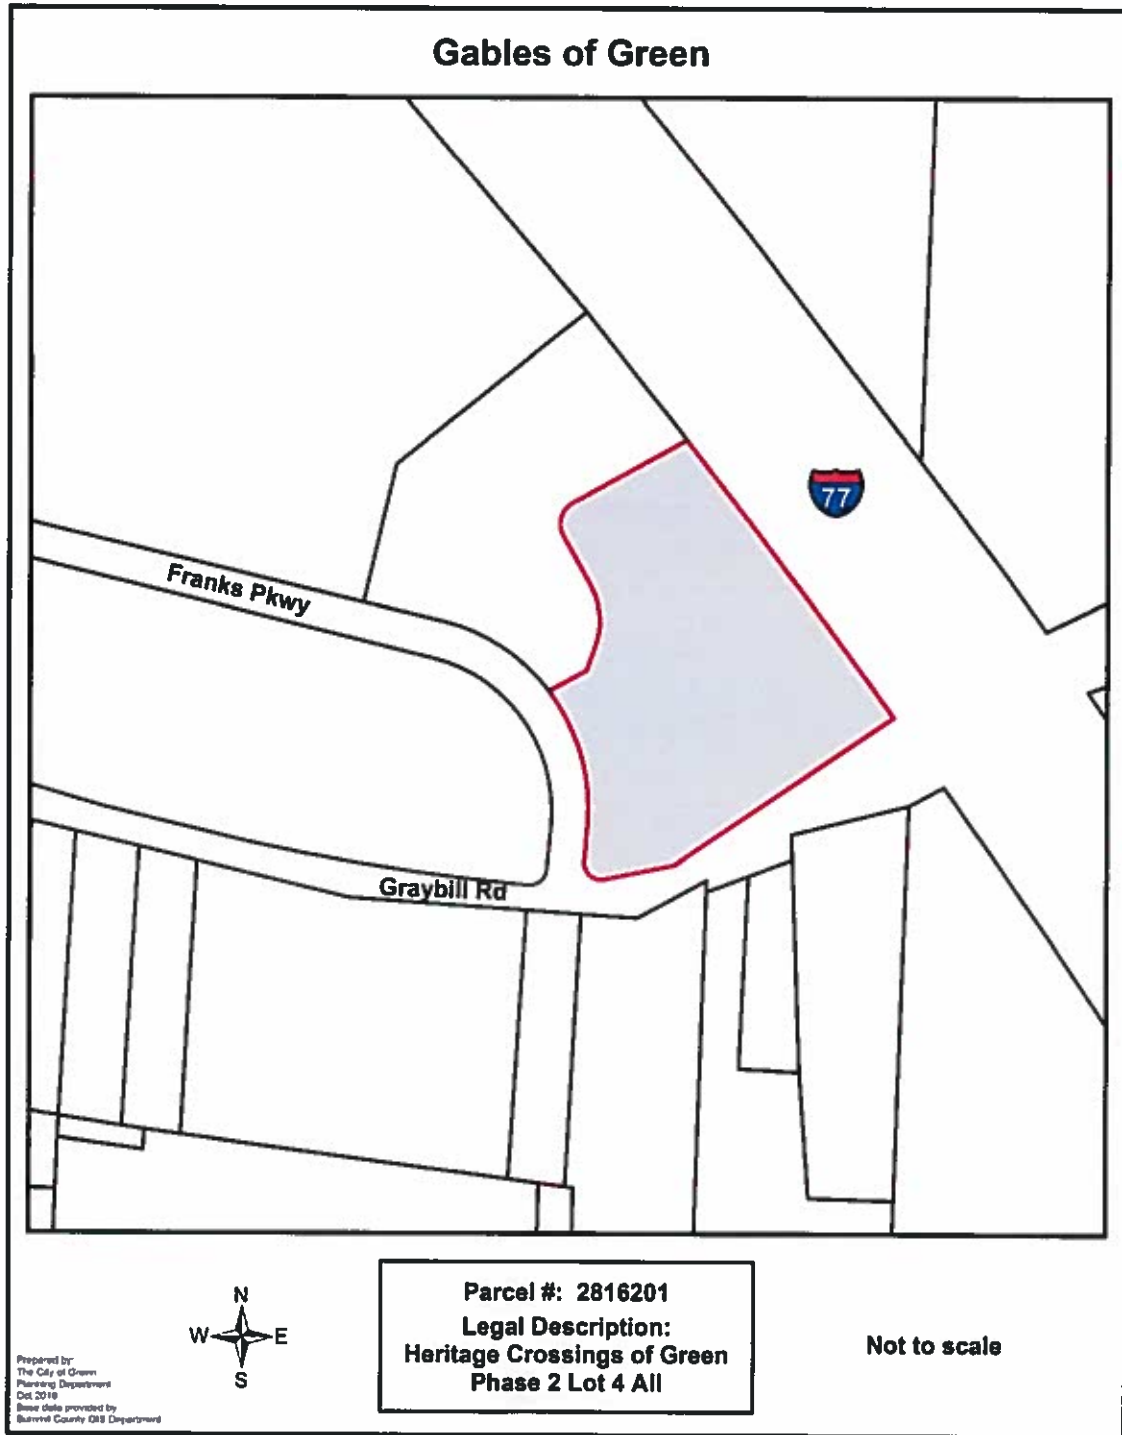 Gables of Green
77
Franks Pkwy
Graybill Rd
N
W E
S
Parcel #: 2816201
Legal Description:
Heritage Crossings of Green
Phase 2 Lot 4 All
Not to scale
Prepared by
The City of Green
Planning Department
Oct 2018
Base data provided by
Summit County GIS Department